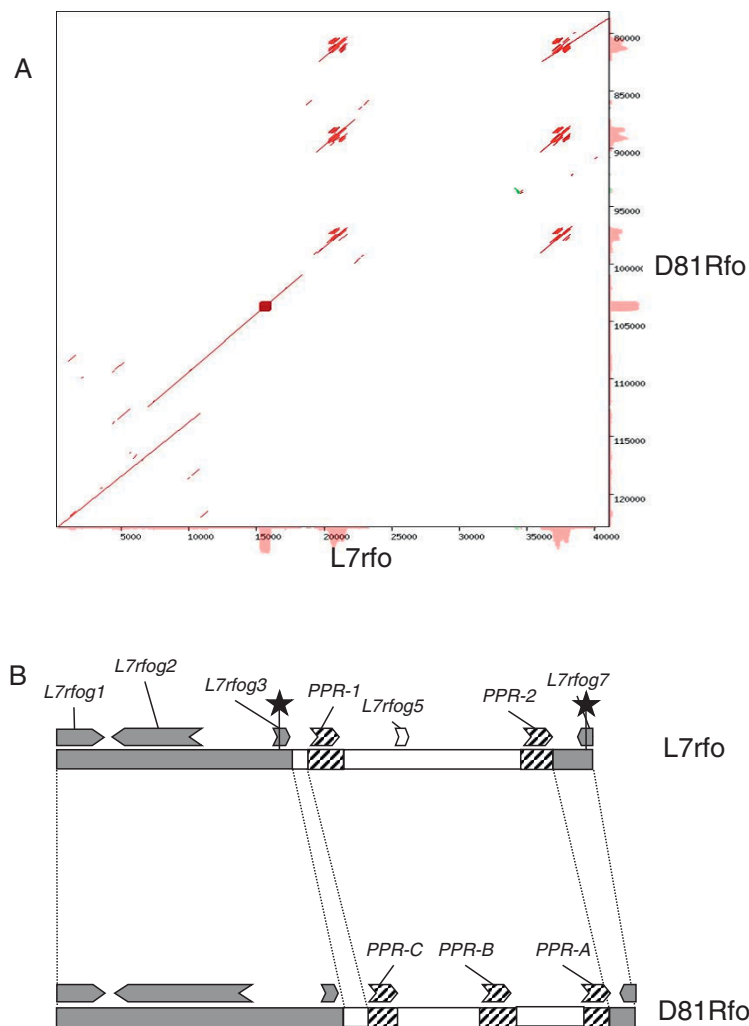 A
80000
85000
90000
95000
100000
105000
110000
115000
120000
D81Rfo
5000
10000
15000
20000
25000
30000
35000
40000
L7rfo
B
L7rfog1
L7rfog2
L7rfog3
PPR-1
L7rfog5
PPR-2
L7rfog7
L7rfo
PPR-C
PPR-B
PPR-A
D81Rfo